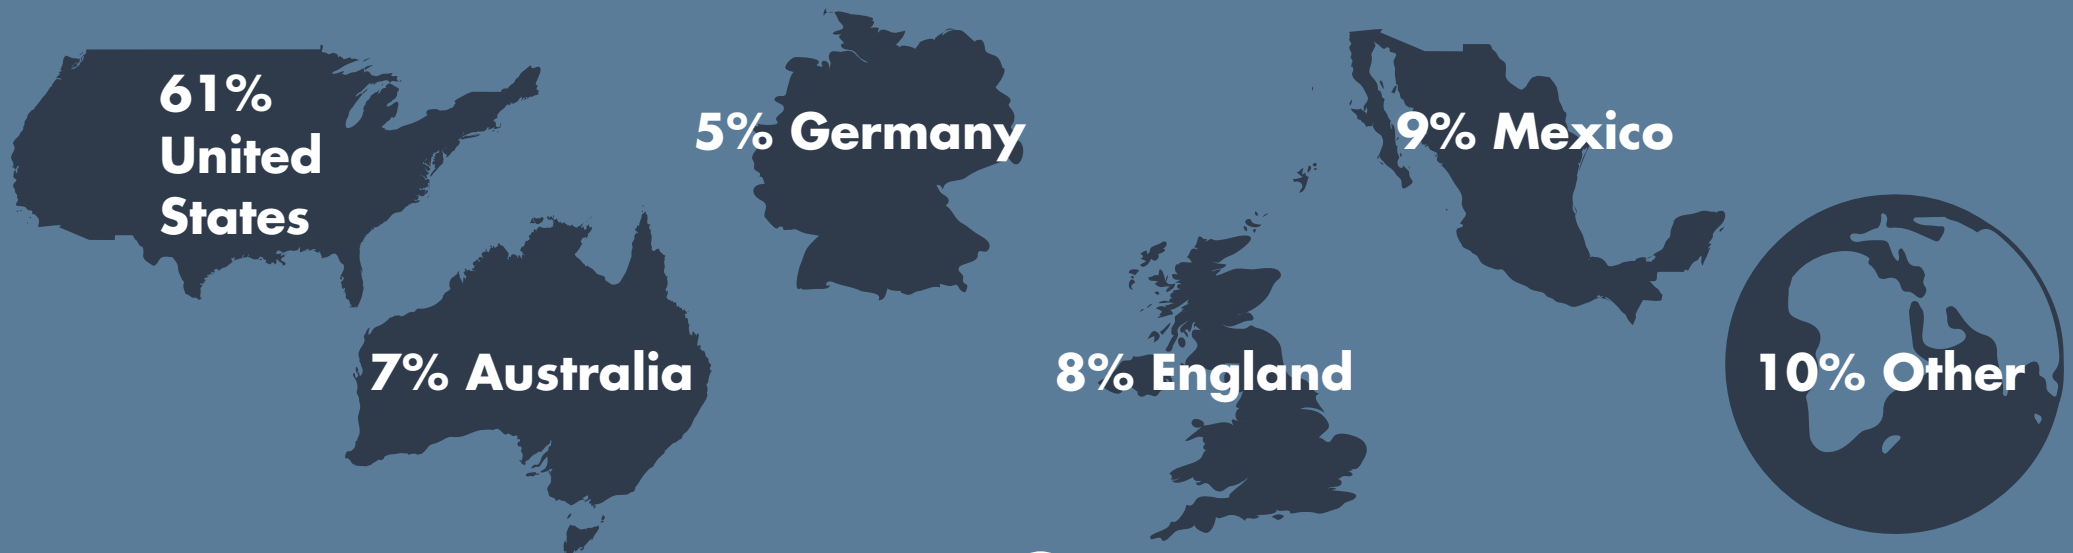 61%
United
States
5% Germany
9% Mexico
7% Australia
8% England
10% Other